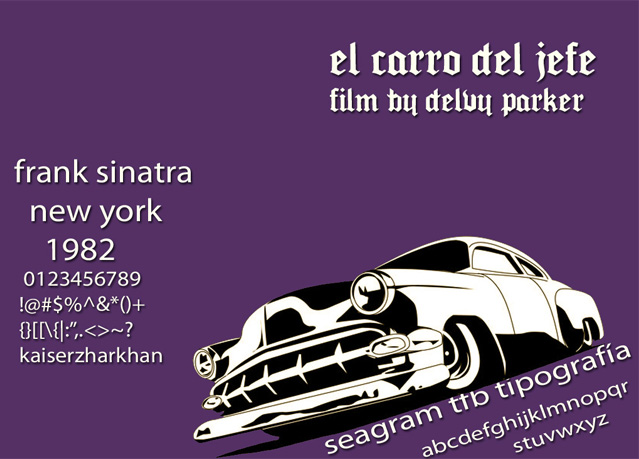 el carro del jefe
film by delvy parker
frank sinatra
new york
1982
0123456789
!@#$%^&*()+
{}[[\{|:”,.<>~?
kaiserzharkhan
seagram tfb tipografía
abcdefghijklmnopqr
stuvwxyz